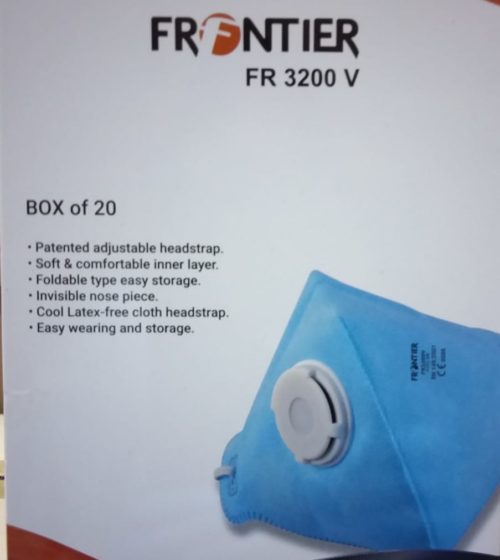 FRONTIER
FR 3200 V
BOX of 20
• Patented adjustable headstrap.
• Soft & comfortable inner layer.
• Foldable type easy storage.
• Invisible nose piece.
• Cool Latex-free cloth headstrap.
• Easy wearing and storage.
FRONTIER
CE